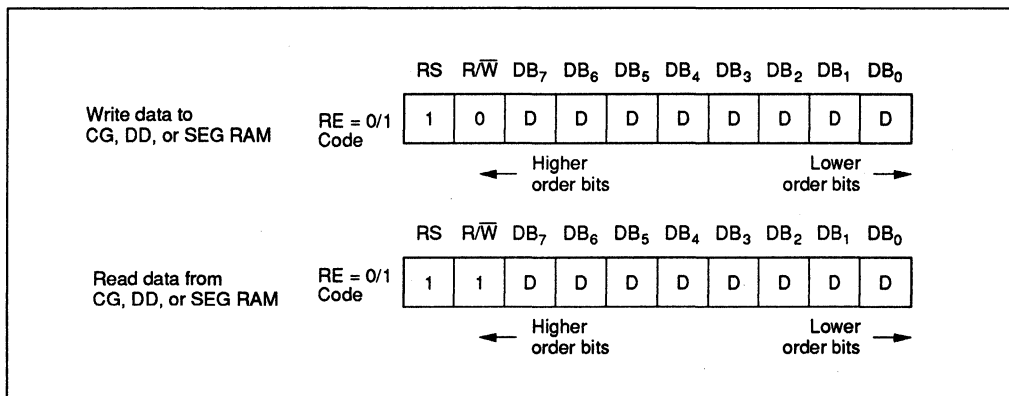 RS R/W̅ DB₇ DB₆ DB₅ DB₄ DB₃ DB₂ DB₁ DB₀
Write data to
CG, DD, or SEG RAM
RE = 0/1
Code
1 0 D D D D D D D D
Higher
order bits
Lower
order bits
RS R/W̅ DB₇ DB₆ DB₅ DB₄ DB₃ DB₂ DB₁ DB₀
Read data from
CG, DD, or SEG RAM
RE = 0/1
Code
1 1 D D D D D D D D
Higher
order bits
Lower
order bits